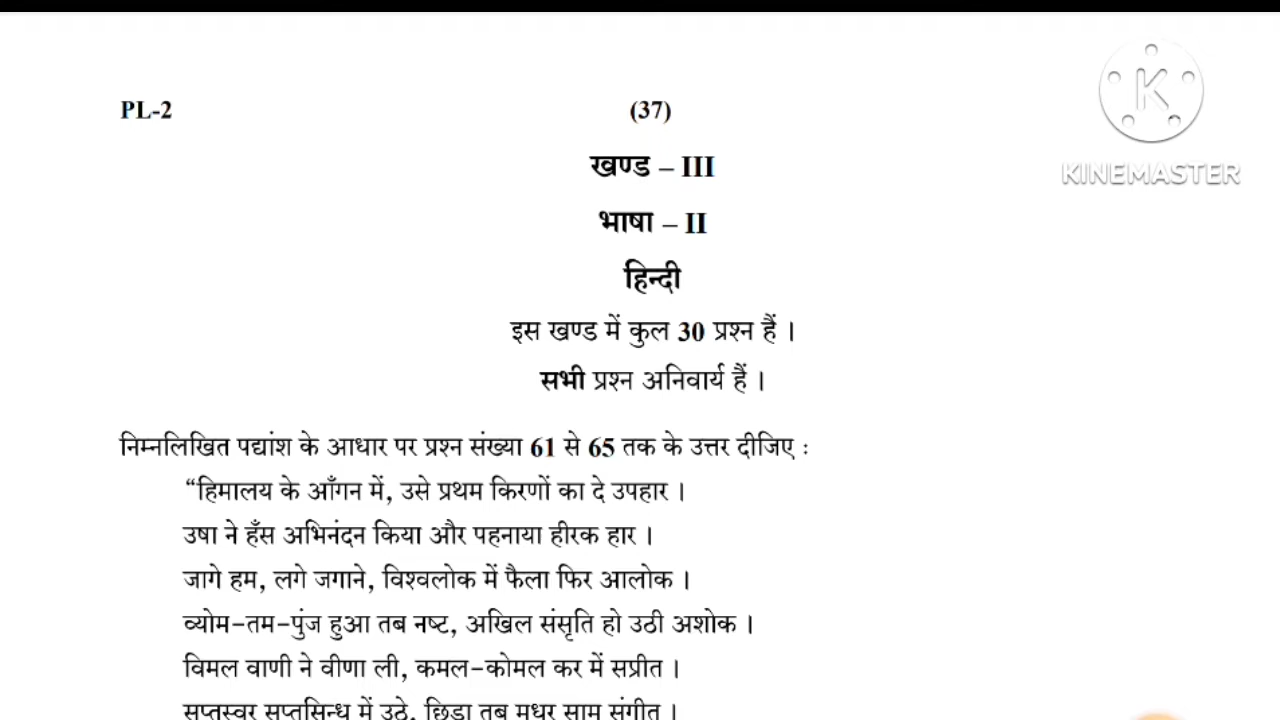 PL-2 (37)
K
KINEMASTER
खण्ड – III
भाषा – II
हिन्दी
इस खण्ड में कुल 30 प्रश्न हैं ।
सभी प्रश्न अनिवार्य हैं ।
निम्नलिखित पद्यांश के आधार पर प्रश्न संख्या 61 से 65 तक के उत्तर दीजिए :
“हिमालय के आँगन में, उसे प्रथम किरणों का दे उपहार ।
उषा ने हँस अभिनंदन किया और पहनाया हीरक हार ।
जागे हम, लगे जगाने, विश्वलोक में फैला फिर आलोक ।
व्योम-तम-पुंज हुआ तब नष्ट, अखिल संसृति हो उठी अशोक ।
विमल वाणी ने वीणा ली, कमल-कोमल कर में सप्रीत ।
सप्तस्वर सप्तसिन्धु में उठे, छिड़ा तब मधुर साम संगीत ।